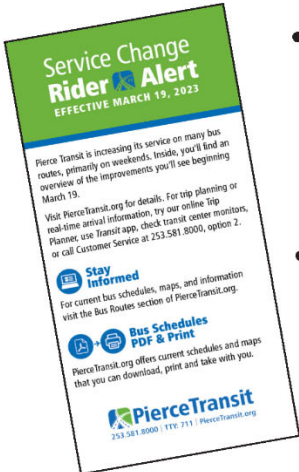 Service Change
Rider Alert
EFFECTIVE MARCH 19, 2023
Pierce Transit is increasing its service on many bus
routes, primarily on weekends. Inside, you'll find an
overview of the improvements you'll see beginning
March 19.
Visit PierceTransit.org for details. For trip planning or
real-time arrival information, try our online Trip
Planner, use Transit app, check transit center monitors,
or call Customer Service at 253.581.8000, option 2.
Stay
Informed
For current bus schedules, maps, and information
visit the Bus Routes section of PierceTransit.org.
Bus Schedules
PDF & Print
PierceTransit.org offers current schedules and maps
that you can download, print and take with you.
PierceTransit
253.581.8000 | TTY: 711 | PierceTransit.org